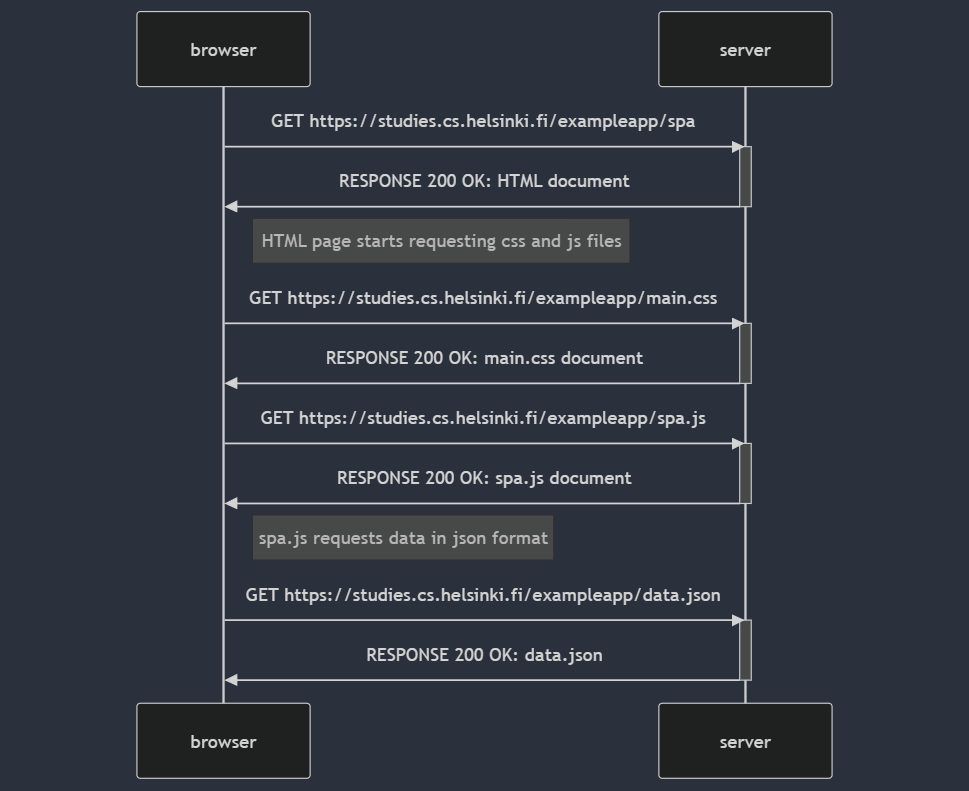 browser
server
GET https://studies.cs.helsinki.fi/exampleapp/spa
RESPONSE 200 OK: HTML document
HTML page starts requesting css and js files
GET https://studies.cs.helsinki.fi/exampleapp/main.css
RESPONSE 200 OK: main.css document
GET https://studies.cs.helsinki.fi/exampleapp/spa.js
RESPONSE 200 OK: spa.js document
spa.js requests data in json format
GET https://studies.cs.helsinki.fi/exampleapp/data.json
RESPONSE 200 OK: data.json
browser
server